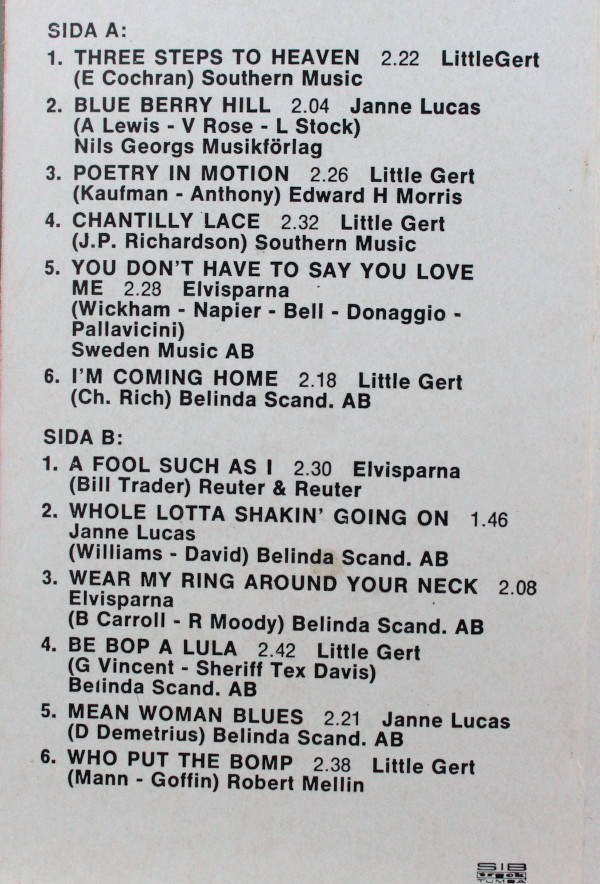 SIDA A:
1. THREE STEPS TO HEAVEN 2.22 LittleGert
(E Cochran) Southern Music
2. BLUE BERRY HILL 2.04 Janne Lucas
(A Lewis - V Rose - L Stock)
Nils Georgs Musikförlag
3. POETRY IN MOTION 2.26 Little Gert
(Kaufman - Anthony) Edward H Morris
4. CHANTILLY LACE 2.32 Little Gert
(J.P. Richardson) Southern Music
5. YOU DON'T HAVE TO SAY YOU LOVE
ME 2.28 Elvisparna
(Wickham - Napier - Bell - Donaggio -
Pallavicini)
Sweden Music AB
6. I'M COMING HOME 2.18 Little Gert
(Ch. Rich) Belinda Scand. AB
SIDA B:
1. A FOOL SUCH AS I 2.30 Elvisparna
(Bill Trader) Reuter & Reuter
2. WHOLE LOTTA SHAKIN' GOING ON 1.46
Janne Lucas
(Williams - David) Belinda Scand. AB
3. WEAR MY RING AROUND YOUR NECK 2.08
Elvisparna
(B Carroll - R Moody) Belinda Scand. AB
4. BE BOP A LULA 2.42 Little Gert
(G Vincent - Sheriff Tex Davis)
Belinda Scand. AB
5. MEAN WOMAN BLUES 2.21 Janne Lucas
(D Demetrius) Belinda Scand. AB
6. WHO PUT THE BOMP 2.38 Little Gert
(Mann - Goffin) Robert Mellin
SIB
TUMBA